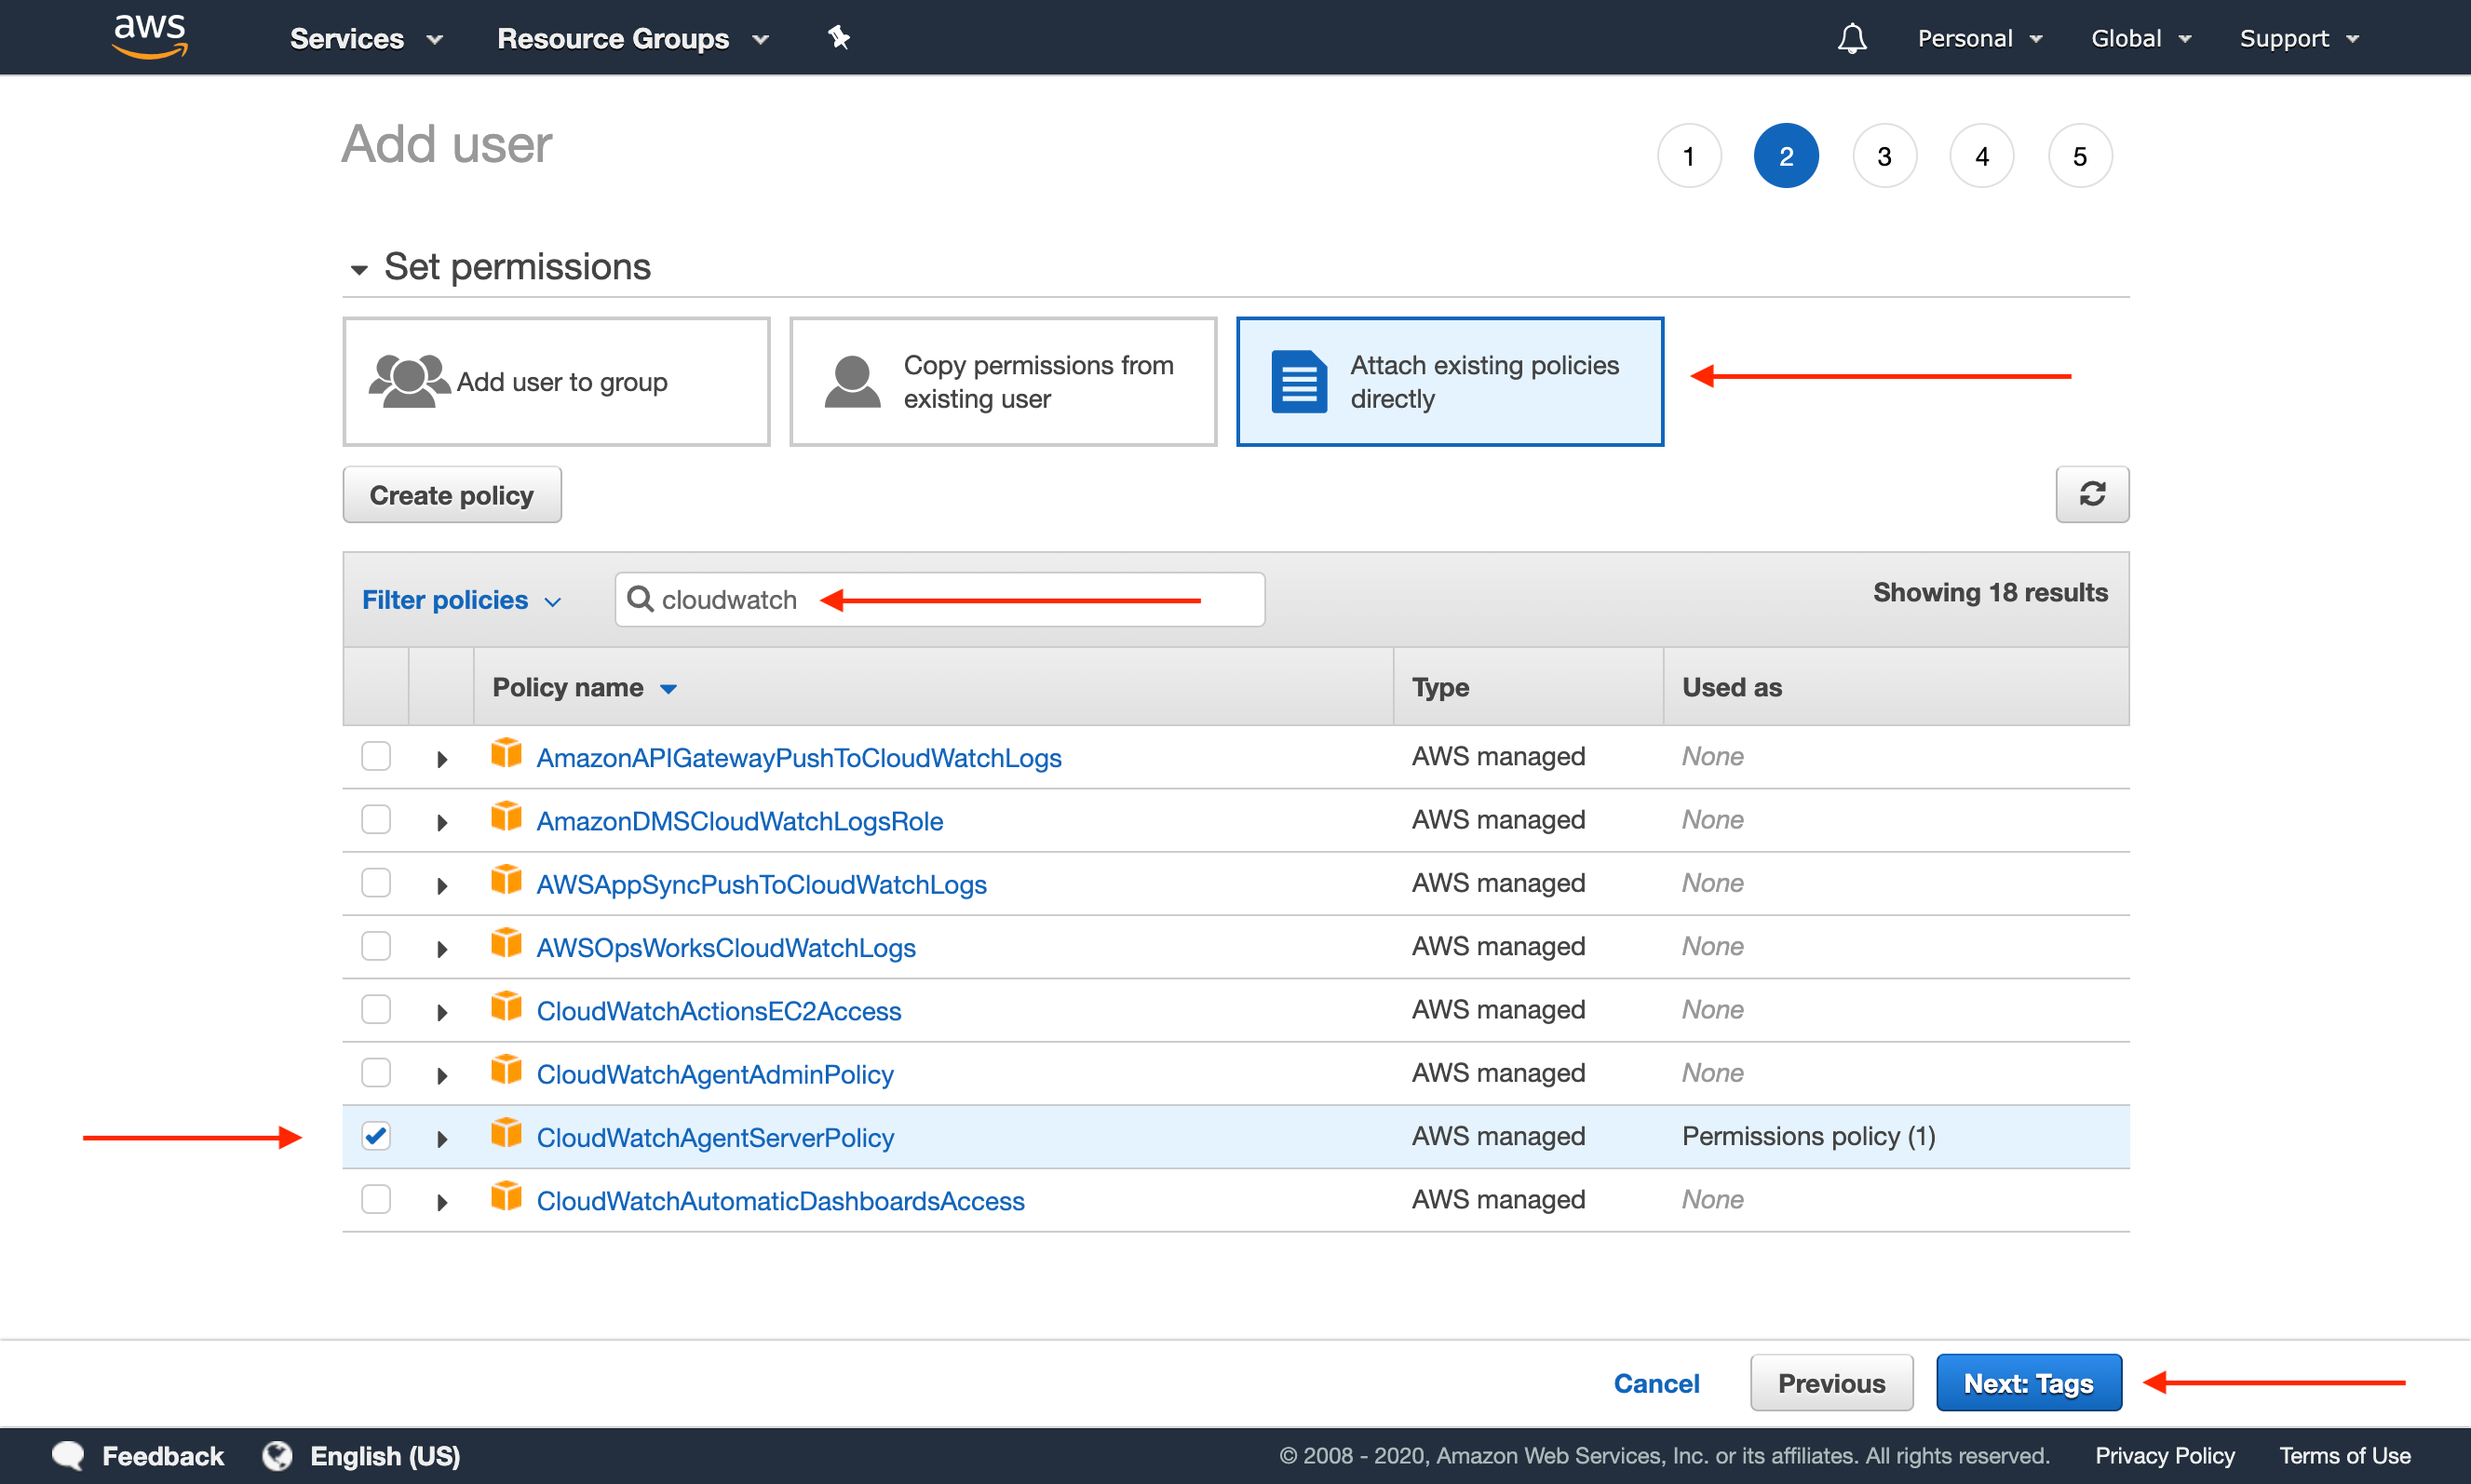 aws Services Resource Groups Personal Global Support
Add user
1 2 3 4 5
Set permissions
Add user to group
Copy permissions from
existing user
Attach existing policies
directly
Create policy
Filter policies cloudwatch Showing 18 results
Policy name Type Used as
AmazonAPIGatewayPushToCloudWatchLogs AWS managed None
AmazonDMSCloudWatchLogsRole AWS managed None
AWSAppSyncPushToCloudWatchLogs AWS managed None
AWSOpsWorksCloudWatchLogs AWS managed None
CloudWatchActionsEC2Access AWS managed None
CloudWatchAgentAdminPolicy AWS managed None
CloudWatchAgentServerPolicy AWS managed Permissions policy (1)
CloudWatchAutomaticDashboardsAccess AWS managed None
Cancel Previous Next: Tags
Feedback English (US) © 2008 - 2020, Amazon Web Services, Inc. or its affiliates. All rights reserved. Privacy Policy Terms of Use